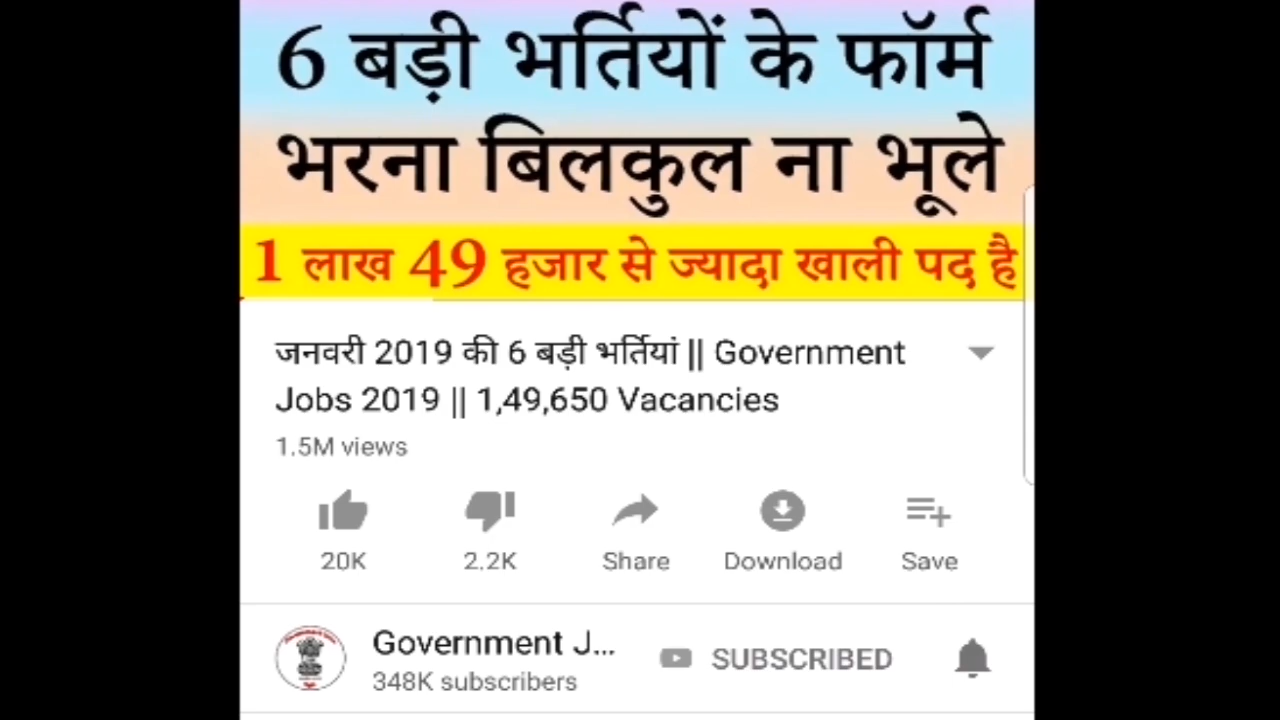 6 बड़ी भर्तियों के फॉर्म
भरना बिलकुल ना भूले
1 लाख 49 हजार से ज्यादा खाली पद है
जनवरी 2019 की 6 बड़ी भर्तियां || Government
Jobs 2019 || 1,49,650 Vacancies
1.5M views
20K 2.2K Share Download Save
Government J...
SUBSCRIBED
348K subscribers